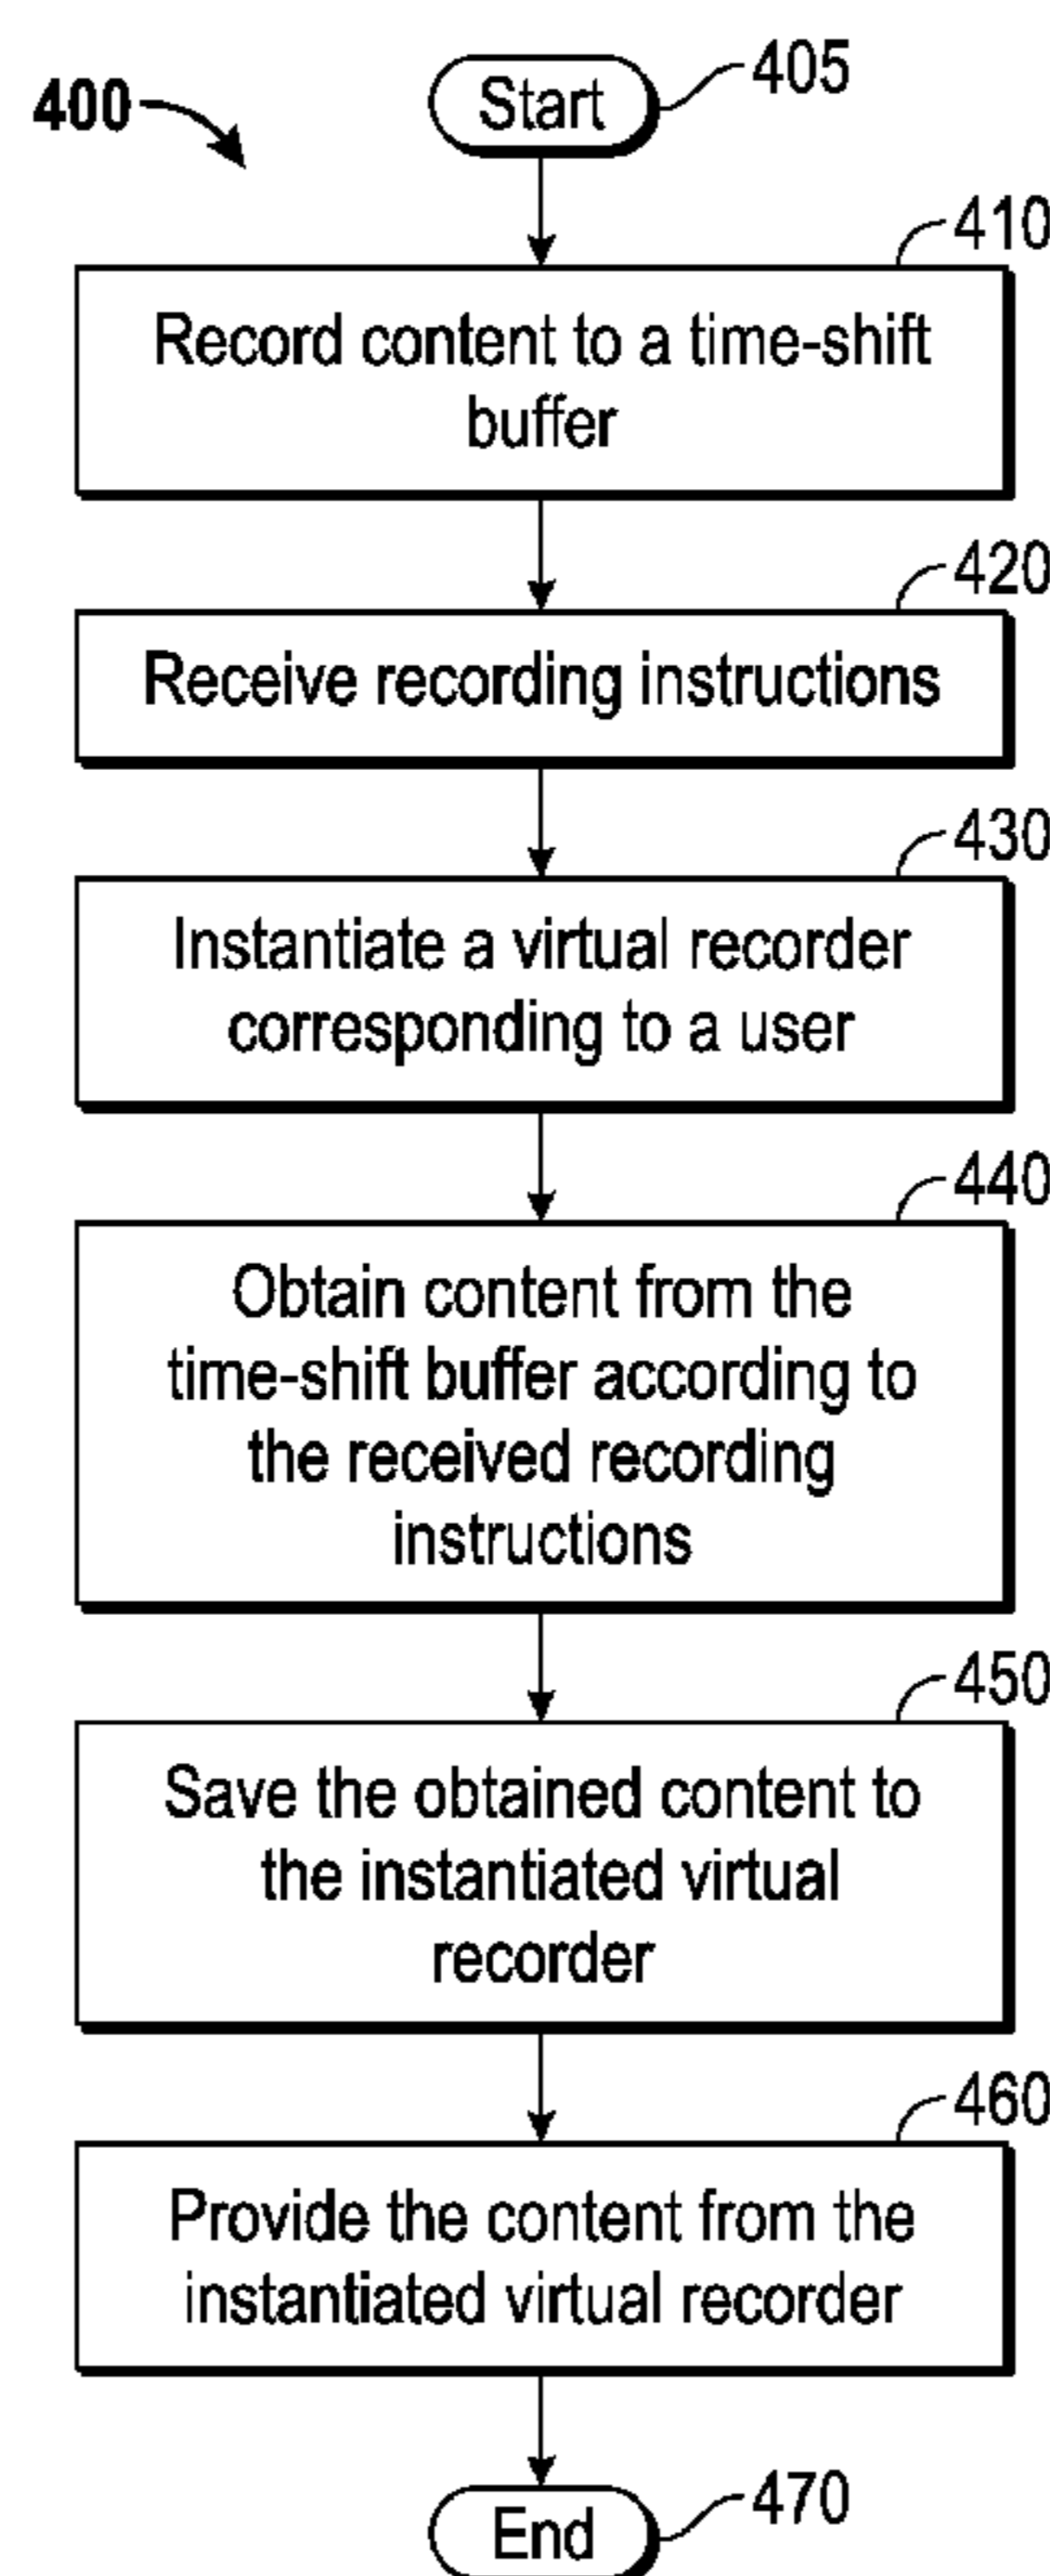 400
Start
405
410
Record content to a time-shift
buffer
420
Receive recording instructions
430
Instantiate a virtual recorder
corresponding to a user
440
Obtain content from the
time-shift buffer according to
the received recording
instructions
450
Save the obtained content to
the instantiated virtual
recorder
460
Provide the content from the
instantiated virtual recorder
End
470